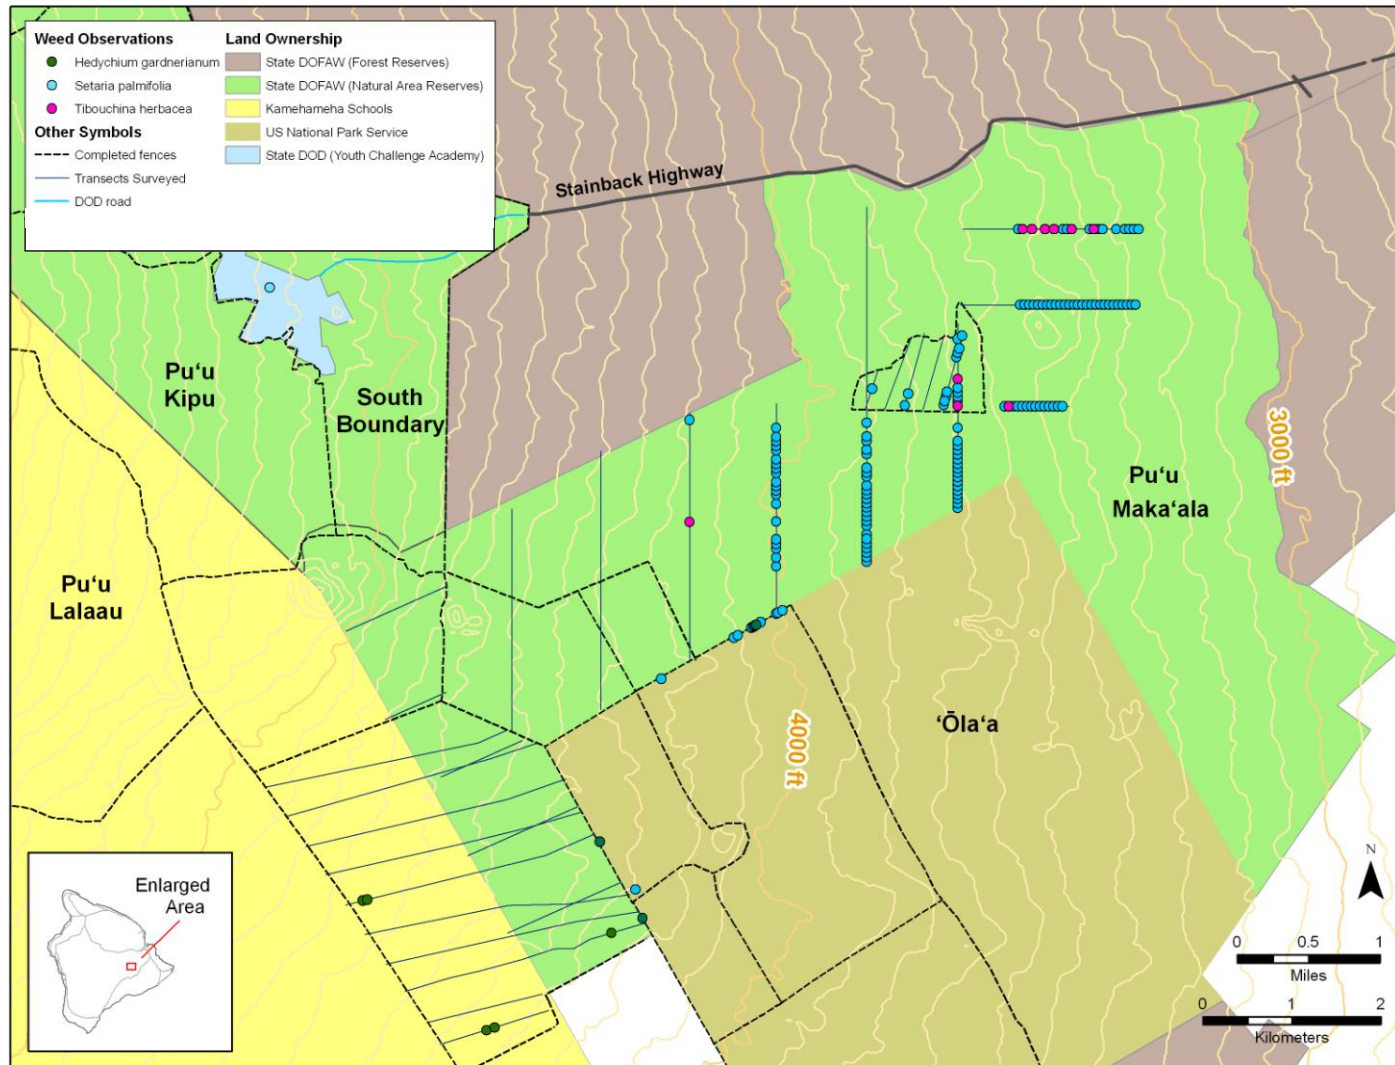 Weed Observations
Hedychium gardnerianum
Setaria palmifolia
Tibouchina herbacea
Other Symbols
Completed fences
Transects Surveyed
DOD road
Land Ownership
State DOFAW (Forest Reserves)
State DOFAW (Natural Area Reserves)
Kamehameha Schools
US National Park Service
State DOD (Youth Challenge Academy)
Stainback Highway
Pu‘u
Kipu
South
Boundary
3000 ft
Pu‘u
Maka‘ala
Pu‘u
Lalaau
‘Ōla‘a
4000 ft
Enlarged
Area
N
0 0.5 1
Miles
0 1 2
Kilometers